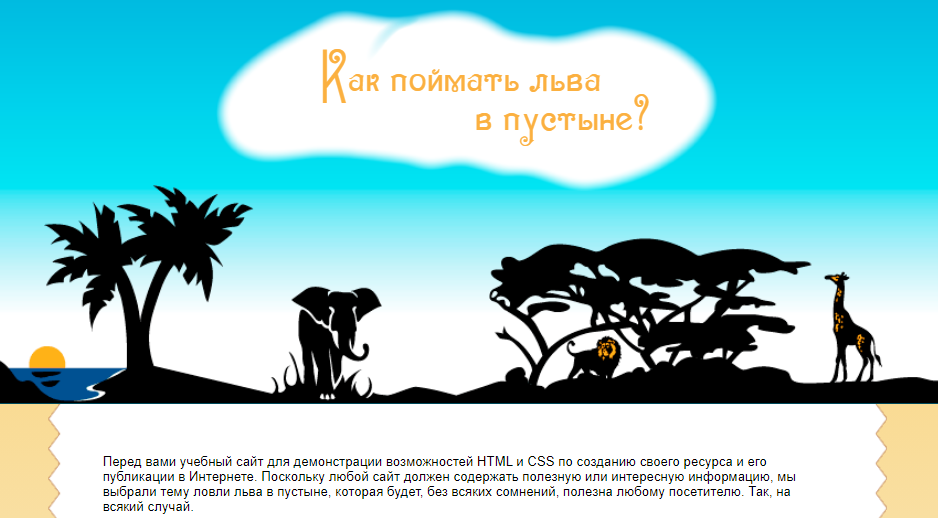 Как поймать льва
в пустыне?
Перед вами учебный сайт для демонстрации возможностей HTML и CSS по созданию своего ресурса и его
публикации в Интернете. Поскольку любой сайт должен содержать полезную или интересную информацию, мы
выбрали тему ловли льва в пустыне, которая будет, без всяких сомнений, полезна любому посетителю. Так, на
всякий случай.